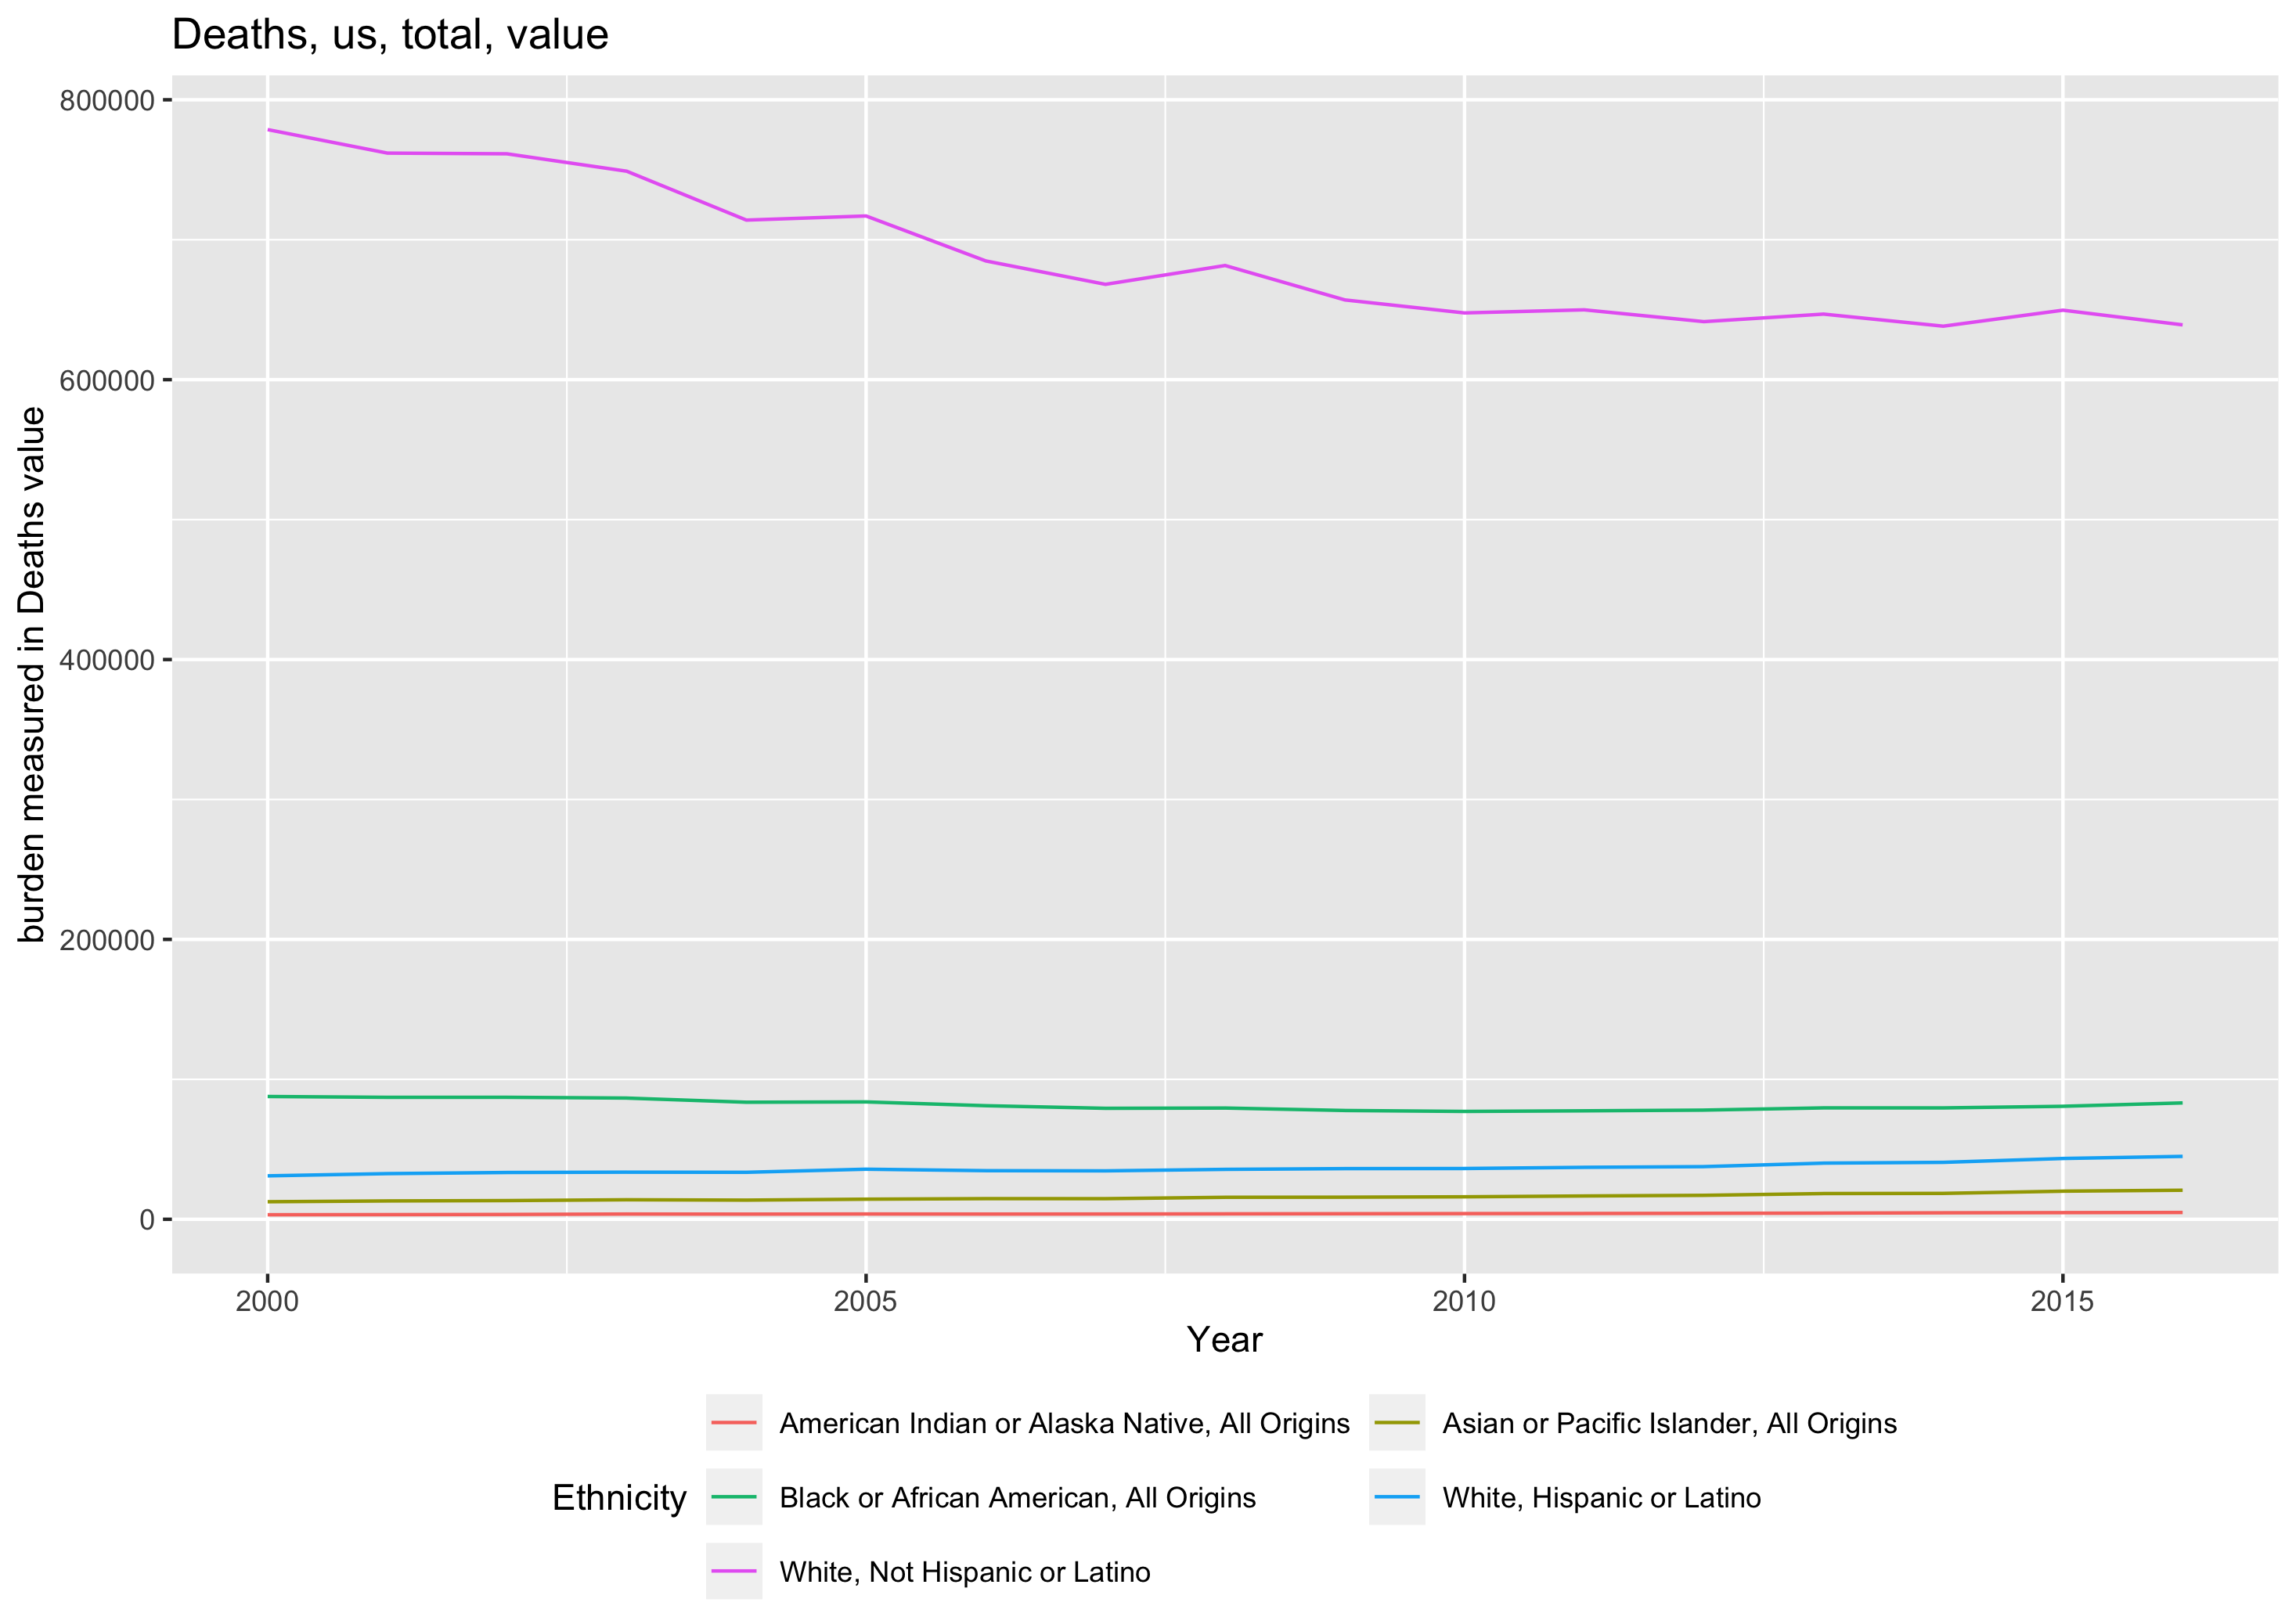 Deaths, us, total, value
burden measured in Deaths value
800000
600000
400000
200000
0
2000 2005 2010 2015
Year
Ethnicity
American Indian or Alaska Native, All Origins
Asian or Pacific Islander, All Origins
Black or African American, All Origins
White, Hispanic or Latino
White, Not Hispanic or Latino